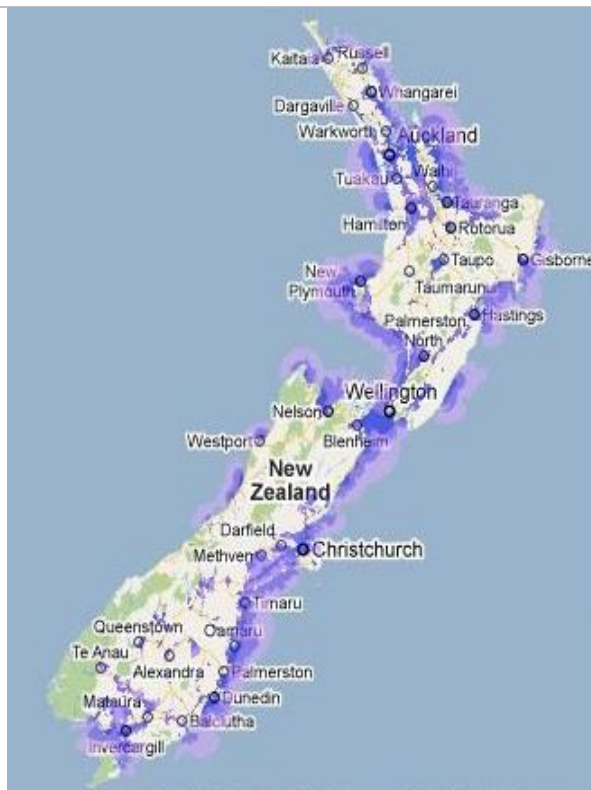 Kaitaia
Russell
Whangarei
Dargaville
Warkworth
Auckland
Tuakau
Waihi
Tauranga
Hamilton
Rotorua
Taupo
Gisborne
New
Plymouth
Taumarunui
Palmerston
North
Hastings
Wellington
Nelson
Blenheim
Westport
New
Zealand
Darfield
Christchurch
Methven
Timaru
Queenstown
Oamaru
Te Anau
Alexandra
Palmerston
Mataura
Dunedin
Balclutha
Invercargill